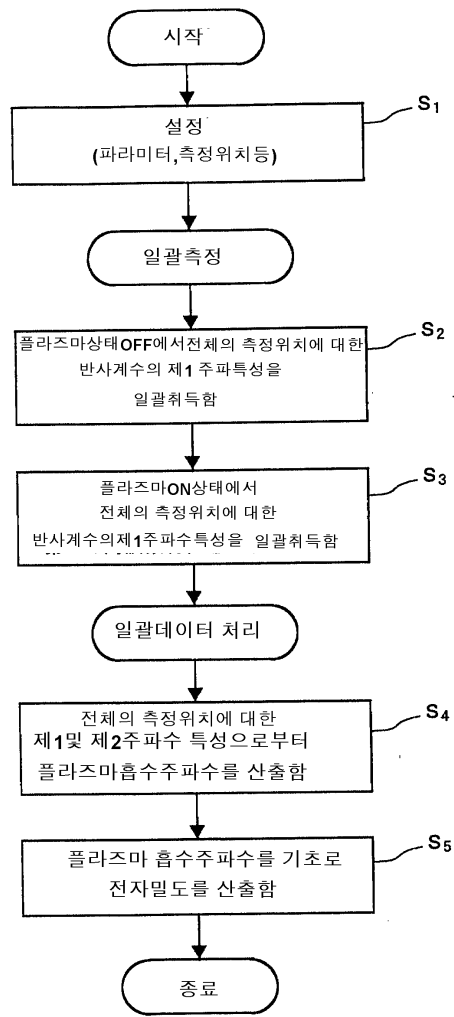 시작
S1
설정
(파라미터,측정위치등)
일괄측정
S2
플라즈마상태OFF에서전체의 측정위치에 대한
반사계수의 제1 주파특성을
일괄취득함
S3
플라즈마ON상태에서
전체의 측정위치에 대한
반사계수의제1주파수특성을 일괄취득함
일괄데이터 처리
S4
전체의 측정위치에 대한
제1및 제2주파수 특성으로부터
플라즈마흡수주파수를 산출함
S5
플라즈마 흡수주파수를 기초로
전자밀도를 산출함
종료